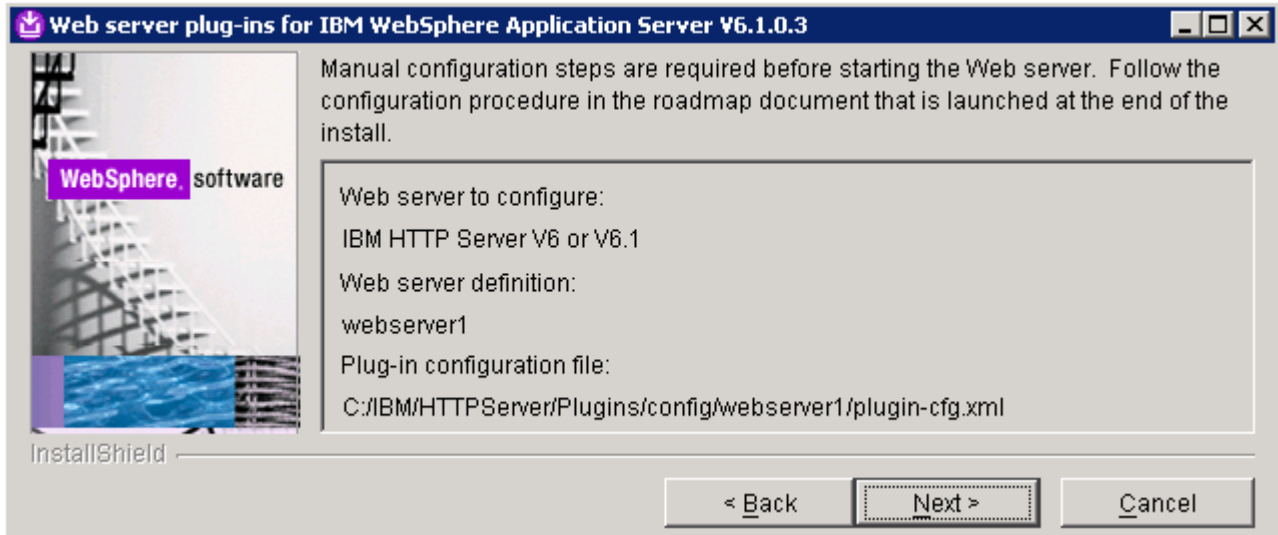 Web server plug-ins for IBM WebSphere Application Server V6.1.0.3
Manual configuration steps are required before starting the Web server. Follow the
configuration procedure in the roadmap document that is launched at the end of the
install.
WebSphere. software
Web server to configure:
IBM HTTP Server V6 or V6.1
Web server definition:
webserver1
Plug-in configuration file:
C:/IBM/HTTPServer/Plugins/config/webserver1/plugin-cfg.xml
InstallShield
< Back
Next >
Cancel